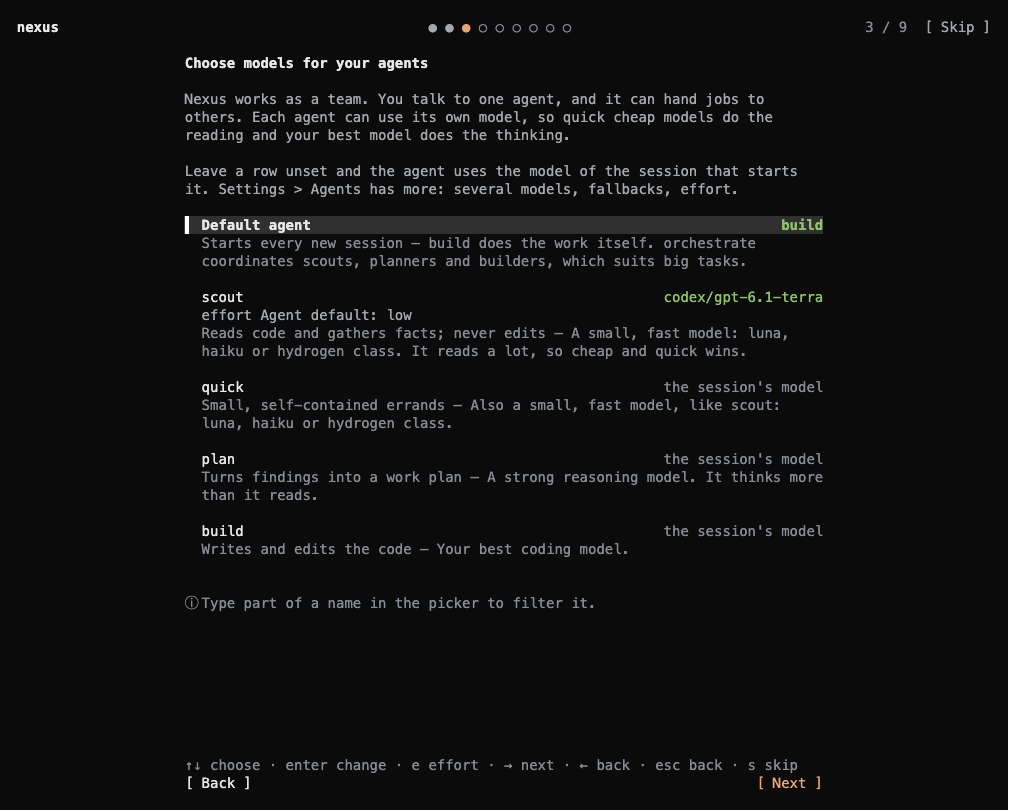 nexus
3 / 9 [ Skip ]
Choose models for your agents
Nexus works as a team. You talk to one agent, and it can hand jobs to
others. Each agent can use its own model, so quick cheap models do the
reading and your best model does the thinking.
Leave a row unset and the agent uses the model of the session that starts
it. Settings > Agents has more: several models, fallbacks, effort.
Default agent build
Starts every new session — build does the work itself. orchestrate
coordinates scouts, planners and builders, which suits big tasks.
scout codex/gpt-6.1-terra
effort Agent default: low
Reads code and gathers facts; never edits — A small, fast model: luna,
haiku or hydrogen class. It reads a lot, so cheap and quick wins.
quick the session's model
Small, self-contained errands — Also a small, fast model, like scout:
luna, haiku or hydrogen class.
plan the session's model
Turns findings into a work plan — A strong reasoning model. It thinks more
than it reads.
build the session's model
Writes and edits the code — Your best coding model.
ⓘ Type part of a name in the picker to filter it.
↑↓ choose · enter change · e effort · → next · ← back · esc back · s skip
[ Back ] [ Next ]